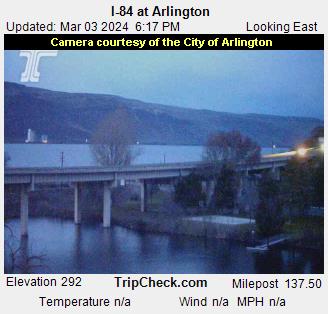 I-84 at Arlington
Updated: Mar 03 2024 6:17 PM Looking East
Camera courtesy of the City of Arlington
Elevation 292 TripCheck.com Milepost 137.50
Temperature n/a Wind n/a MPH n/a